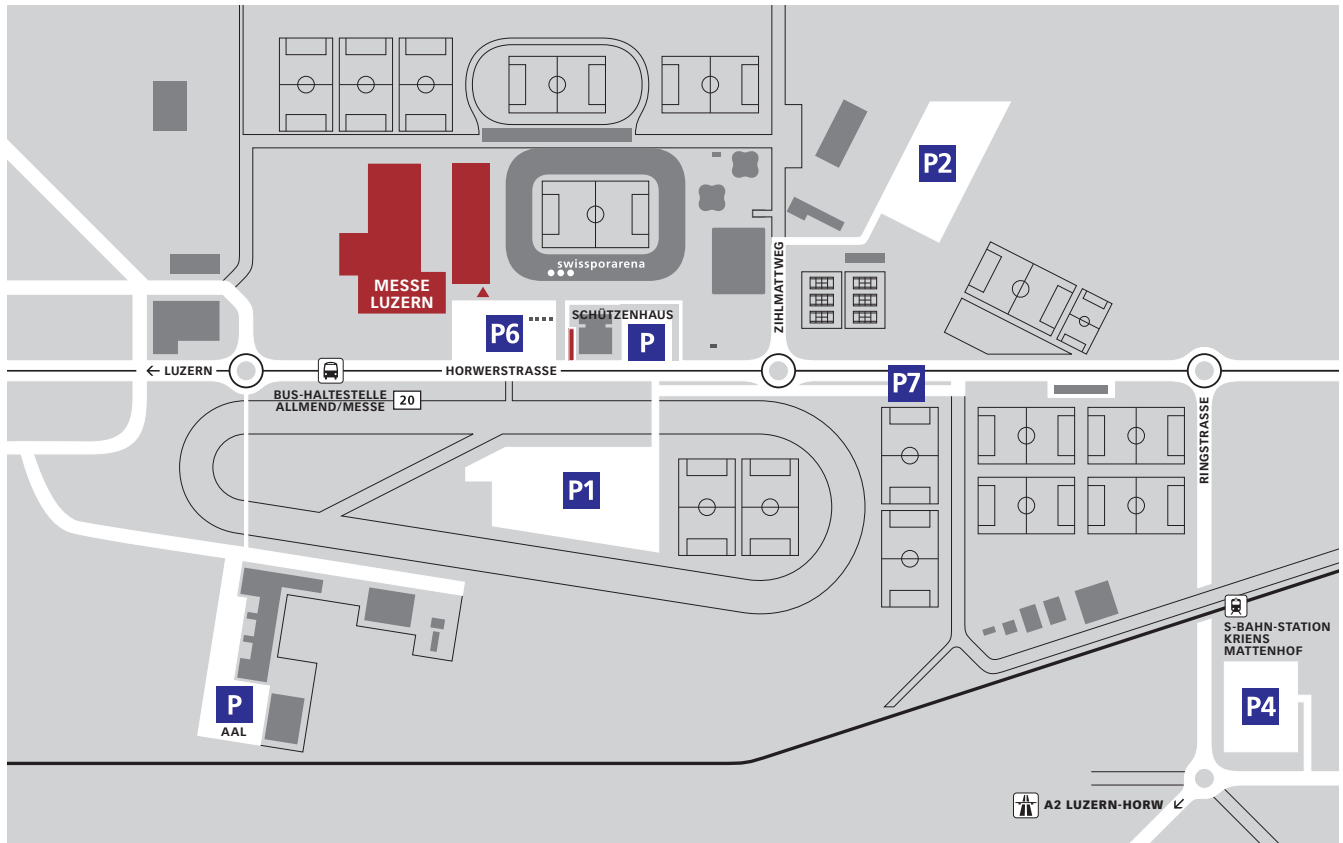 P2
swissporarena
MESSE
LUZERN
ZIHLMATTWEG
P6
SCHÜTZENHAUS
P
← LUZERN
HORWERSTRASSE
BUS-HALTESTELLE
ALLMEND/MESSE 20
P7
RINGSTRASSE
P1
S-BAHN-STATION
KRIENS
MATTENHOF
P
AAL
P4
A2 LUZERN-HORW ↙